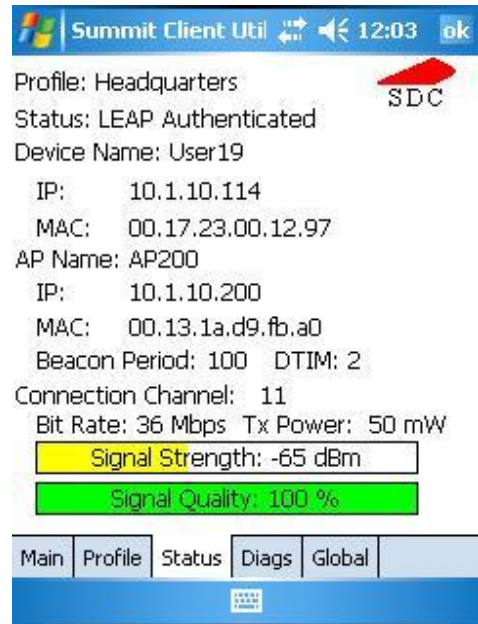 Summit Client Util 12:03 ok
Profile: Headquarters
SDC
Status: LEAP Authenticated
Device Name: User19
IP: 10.1.10.114
MAC: 00.17.23.00.12.97
AP Name: AP200
IP: 10.1.10.200
MAC: 00.13.1a.d9.fb.a0
Beacon Period: 100 DTIM: 2
Connection Channel: 11
Bit Rate: 36 Mbps Tx Power: 50 mW
Signal Strength: -65 dBm
Signal Quality: 100 %
Main Profile Status Diags Global